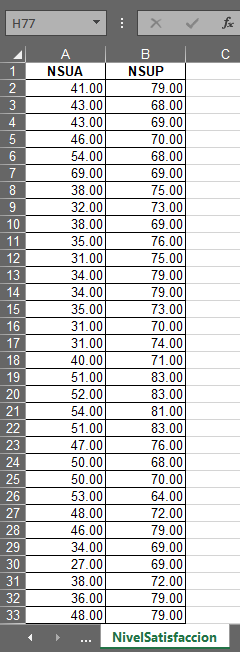 H77 fx
A B C
1 NSUA NSUP
2 41.00 79.00
3 43.00 68.00
4 43.00 69.00
5 46.00 70.00
6 54.00 68.00
7 69.00 69.00
8 38.00 75.00
9 32.00 73.00
10 38.00 69.00
11 35.00 76.00
12 31.00 75.00
13 34.00 79.00
14 34.00 79.00
15 35.00 73.00
16 31.00 70.00
17 31.00 74.00
18 40.00 71.00
19 51.00 83.00
20 52.00 83.00
21 54.00 81.00
22 51.00 83.00
23 47.00 76.00
24 50.00 68.00
25 50.00 70.00
26 53.00 64.00
27 48.00 72.00
28 46.00 79.00
29 34.00 69.00
30 27.00 69.00
31 38.00 72.00
32 36.00 79.00
33 48.00 79.00
... NivelSatisfaccion